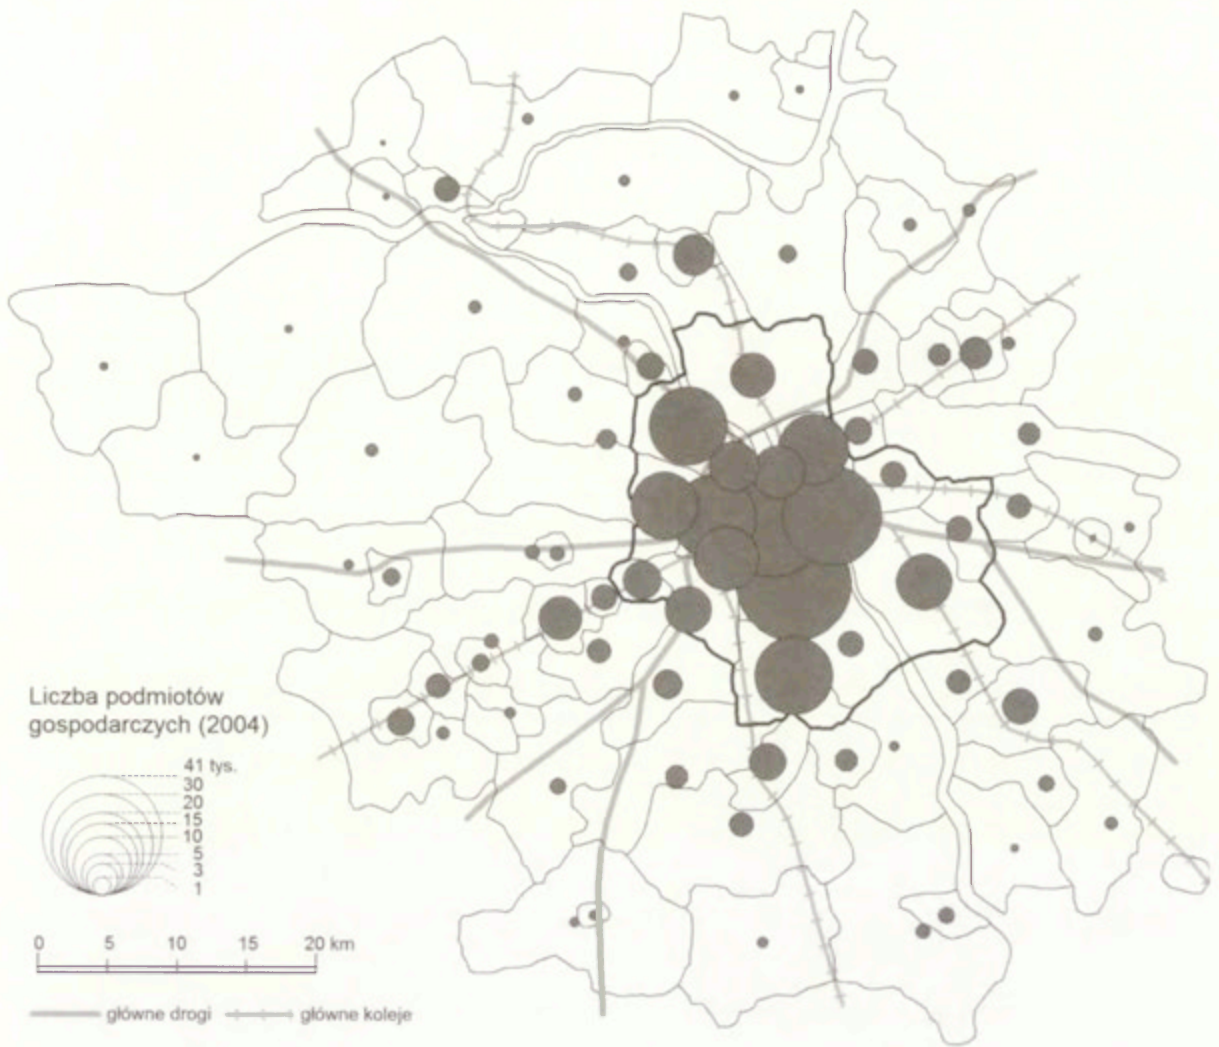 Liczba podmiotów
gospodarczych (2004)
41 tys.
30
20
15
10
5
3
1
0 5 10 15 20 km
główne drogi główne koleje